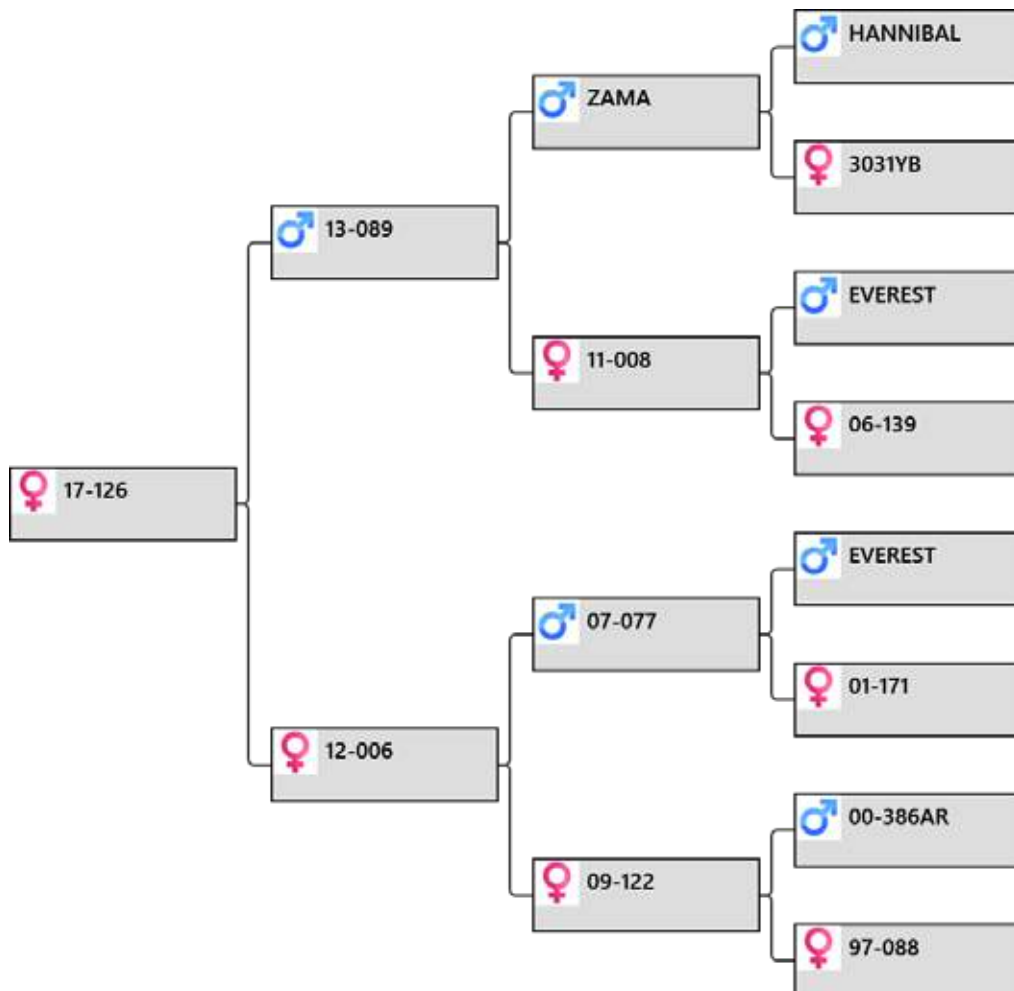 HANNIBAL
ZAMA
3031YB
13-089
EVEREST
11-008
06-139
17-126
EVEREST
07-077
01-171
12-006
00-386AR
09-122
97-088